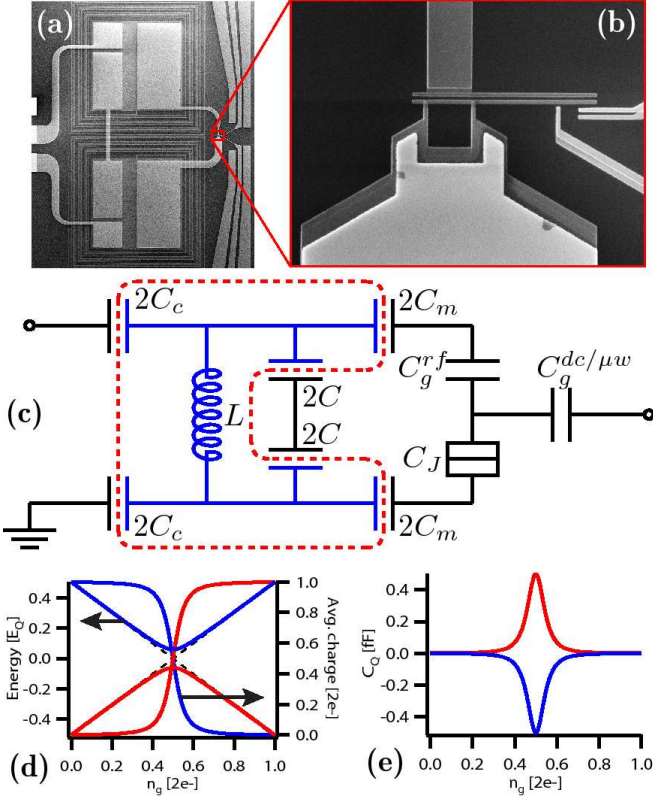 (a)
(b)
2C_c
2C_m
C_g^{rf}
C_g^{dc/μw}
(c)
L
2C
2C
C_J
2C_c
2C_m
Energy [E_Q]
0.4
0.2
0.0
-0.2
-0.4
1.0
0.8
0.6
0.4
0.2
0.0
Avg.charge [2e-]
0.0 0.2 0.4 0.6 0.8 1.0
n_g [2e-]
(d)
C_Q [fF]
0.4
0.2
0.0
-0.2
-0.4
0.0 0.2 0.4 0.6 0.8 1.0
n_g [2e-]
(e)